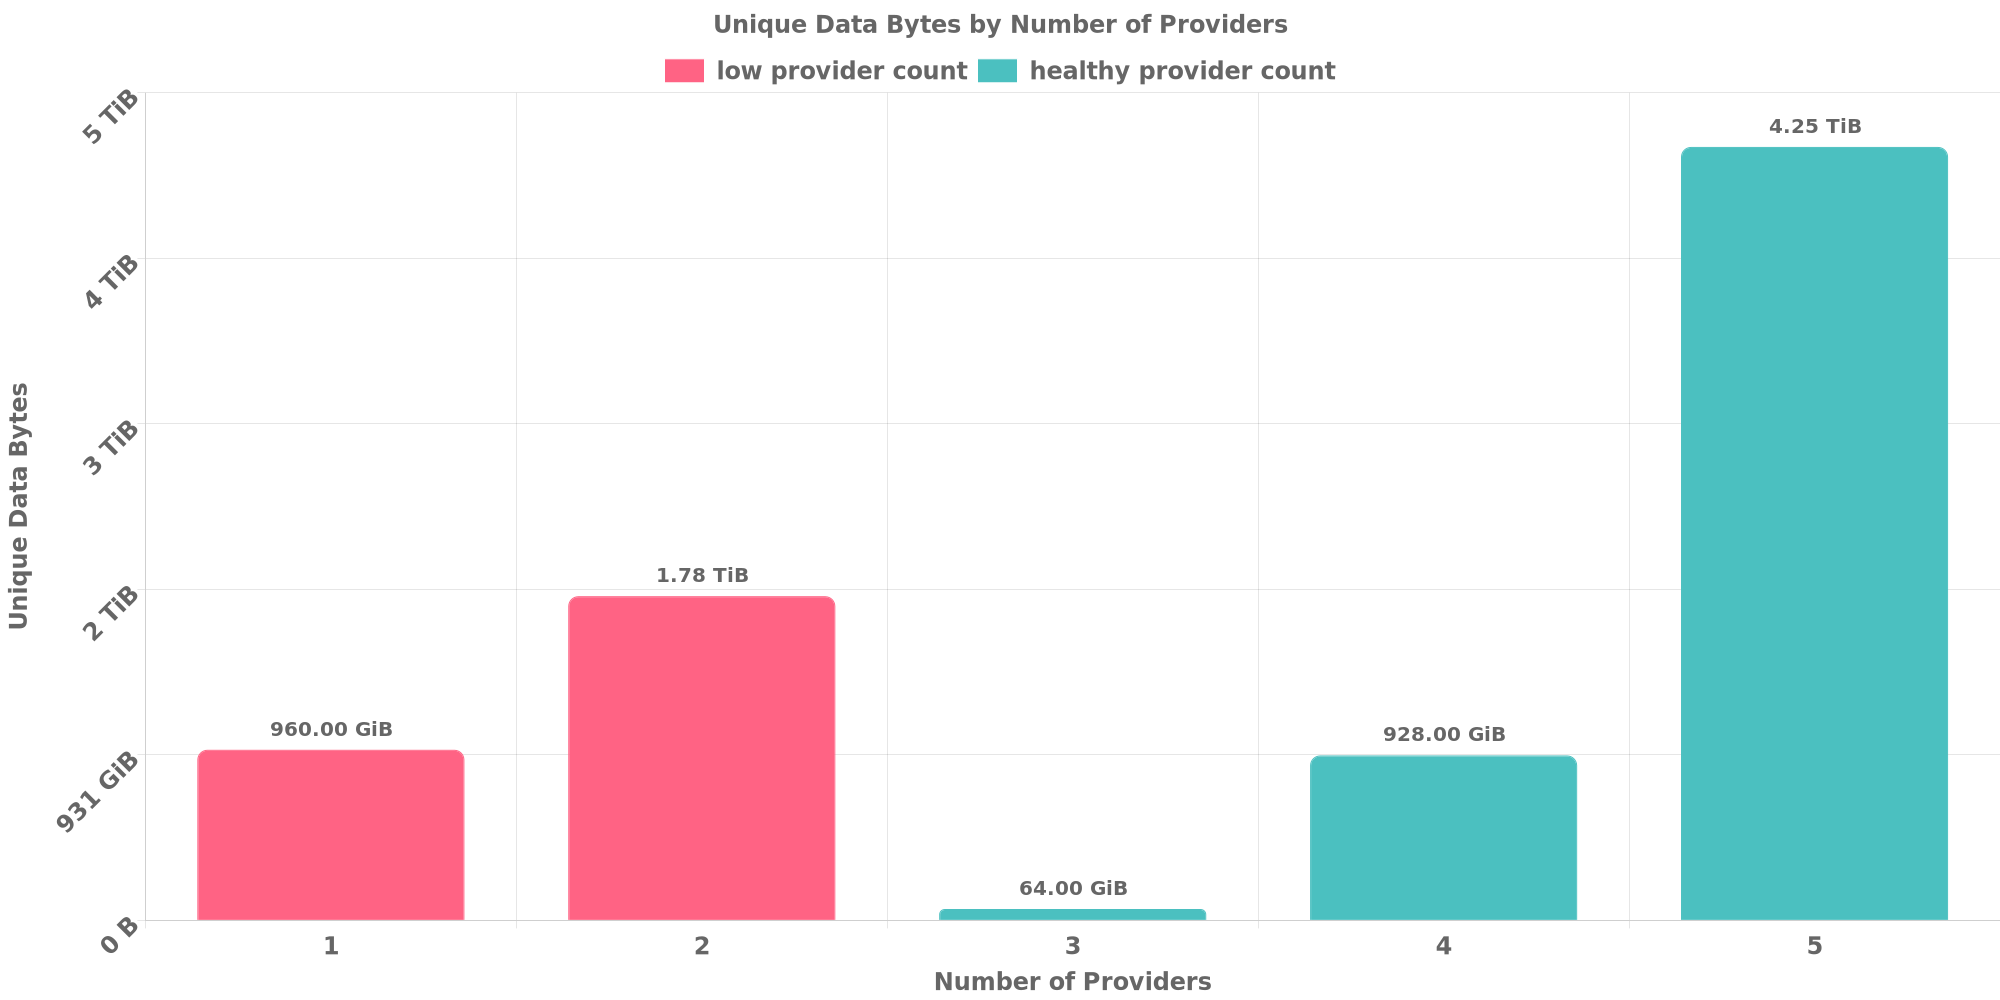 Unique Data Bytes by Number of Providers
low provider count healthy provider count
5 TiB
4 TiB
3 TiB
2 TiB
931 GiB
0 B
Unique Data Bytes
960.00 GiB
1.78 TiB
64.00 GiB
928.00 GiB
4.25 TiB
1 2 3 4 5
Number of Providers